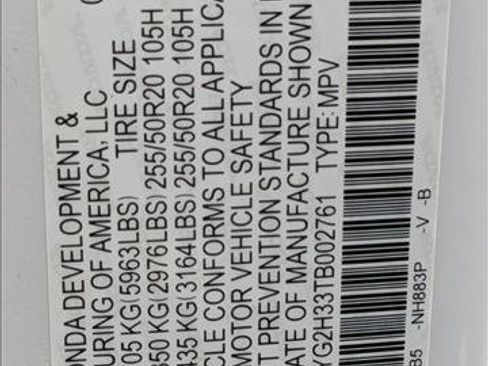 ONDA DEVELOPMENT &
URING OF AMERICA, LLC
05 KG(5963LBS) TIRE SIZE
350 KG(2976LBS) 255/50R20 105H
435 KG(3164LBS) 255/50R20 105H
CLE CONFORMS TO ALL APPLICA
MOTOR VEHICLE SAFETY
T PREVENTION STANDARDS IN
ATE OF MANUFACTURE SHOWN
YG2H33TB002761 TYPE:MPV
B5 -NH883P -V -B